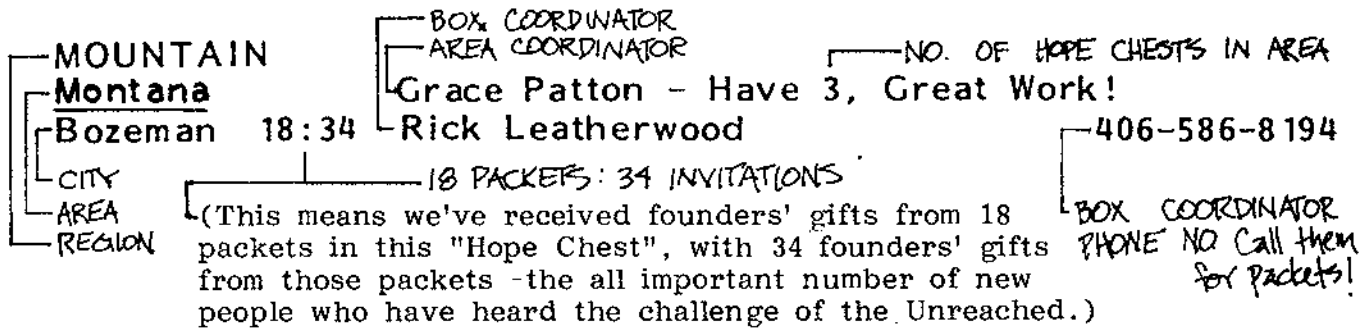 BOX COORDINATOR
AREA COORDINATOR
MOUNTAIN
NO. OF HOPE CHESTS IN AREA
Montana
Grace Patton - Have 3, Great Work!
Bozeman 18:34 Rick Leatherwood 406-586-8194
CITY
18 PACKETS: 34 INVITATIONS
AREA
REGION
(This means we've received founders' gifts from 18
packets in this "Hope Chest", with 34 founders' gifts
from those packets -the all important number of new
people who have heard the challenge of the Unreached.)
BOX COORDINATOR
PHONE NO Call them
for packets!